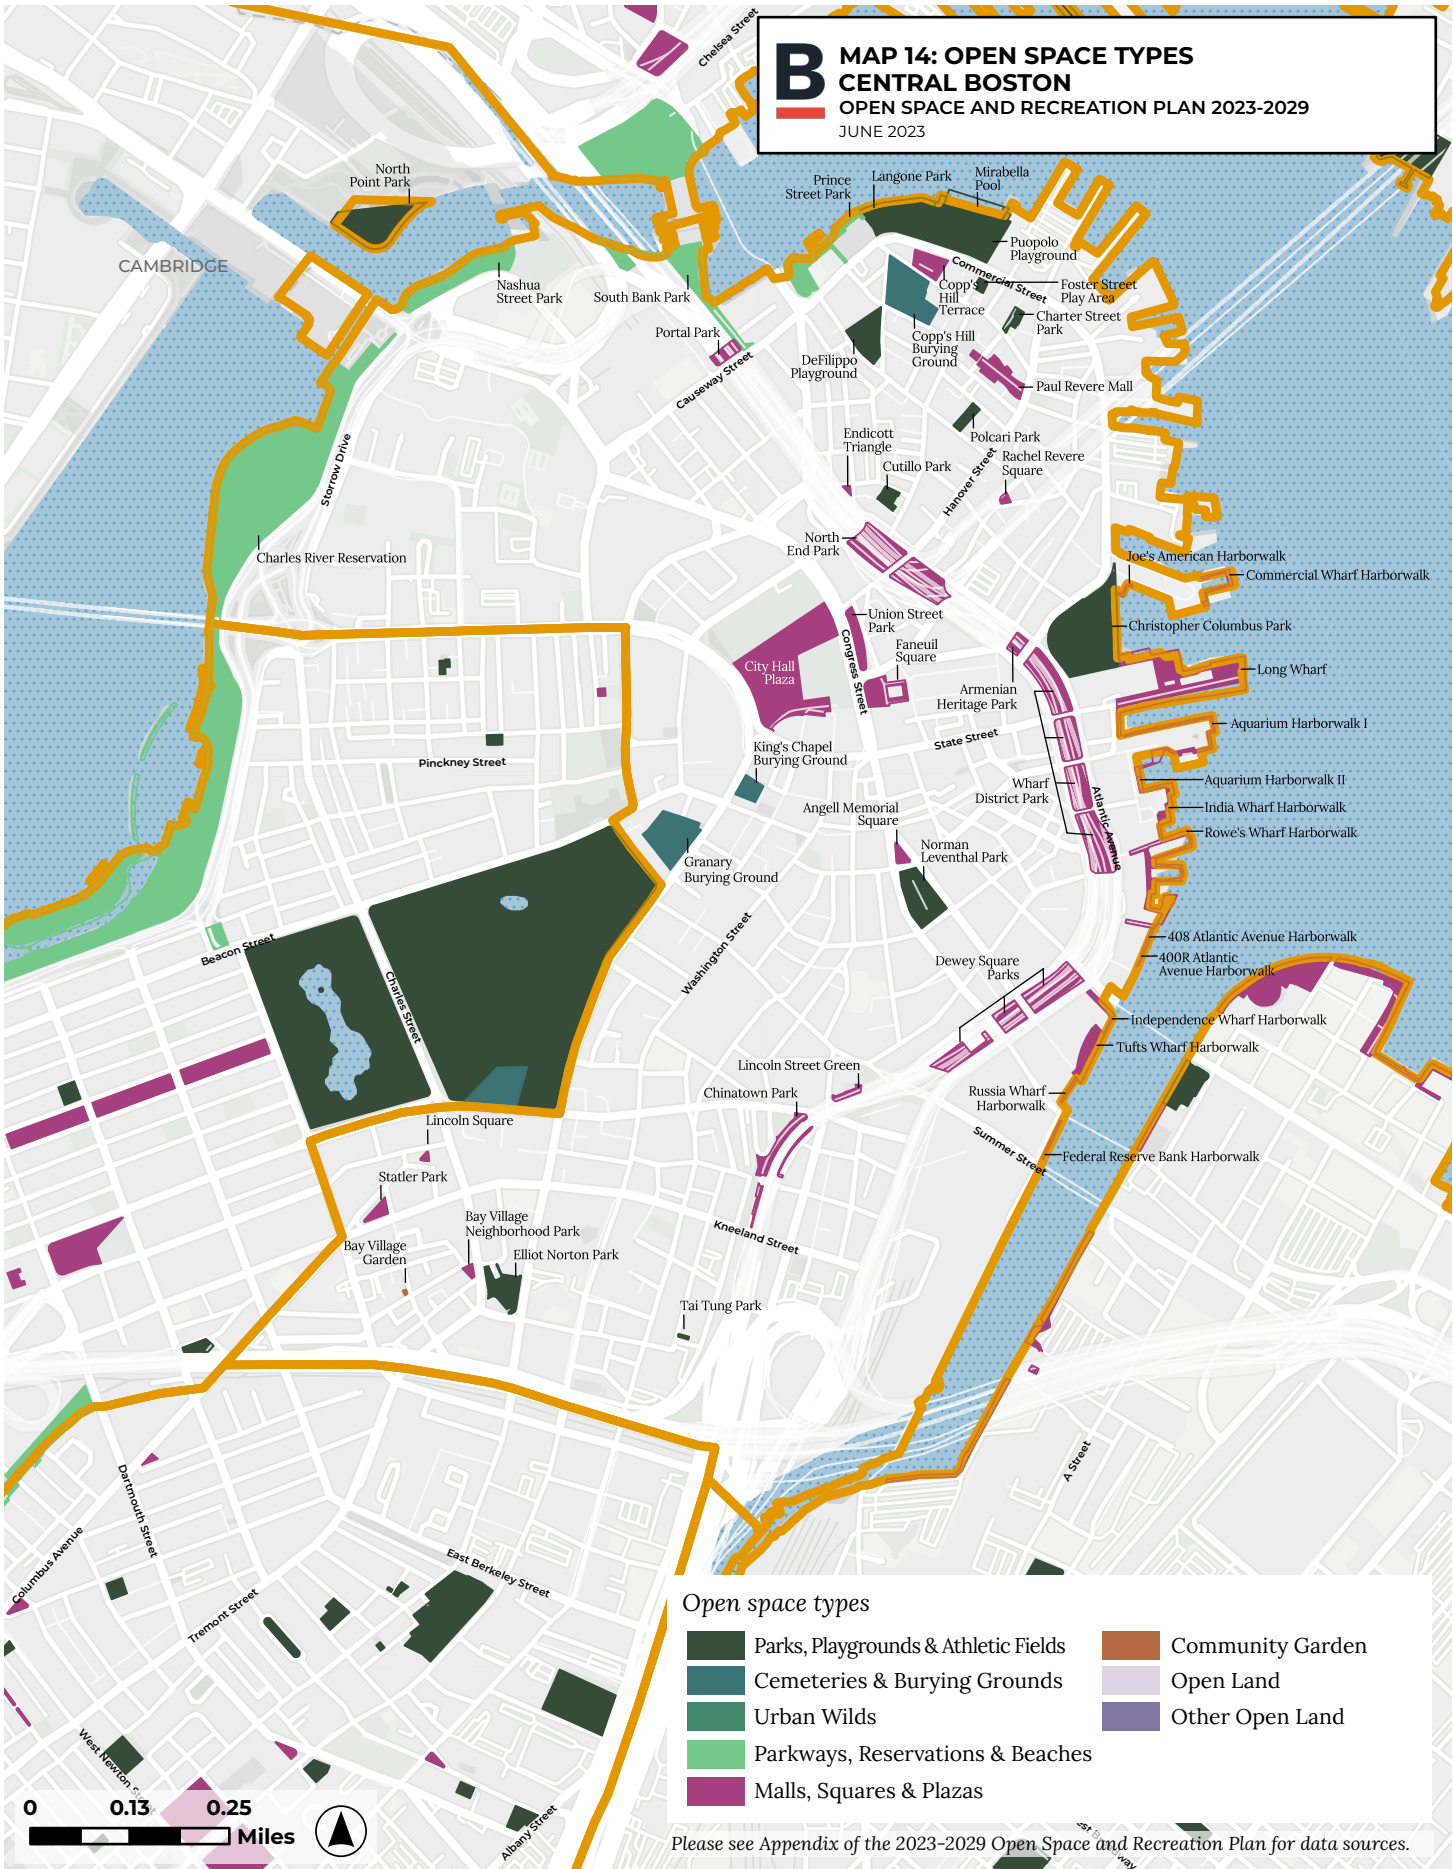 Chelsea Street
B
MAP 14: OPEN SPACE TYPES
CENTRAL BOSTON
OPEN SPACE AND RECREATION PLAN 2023-2029
JUNE 2023
North
Point Park
CAMBRIDGE
Prince
Street Park
Langone Park
Mirabella
Pool
Puopolo
Playground
Nashua
Street Park
South Bank Park
Commercial Street
Copp's
Hill
Terrace
Foster Street
Play Area
Charter Street
Park
Portal Park
Causeway Street
DeFilippo
Playground
Copp's Hill
Burying
Ground
Paul Revere Mall
Polcari Park
Endicott
Triangle
Cutillo Park
Hanover Street
Rachel Revere
Square
Storrow Drive
Charles River Reservation
North
End Park
Joe's American Harborwalk
Commercial Wharf Harborwalk
Union Street
Park
Christopher Columbus Park
Congress Street
Faneuil
Square
City Hall
Plaza
Long Wharf
Armenian
Heritage Park
Aquarium Harborwalk I
State Street
King's Chapel
Burying Ground
Pinckney Street
Wharf
District Park
Atlantic Avenue
Aquarium Harborwalk II
India Wharf Harborwalk
Angell Memorial
Square
Rowe's Wharf Harborwalk
Norman
Leventhal Park
Granary
Burying Ground
Washington Street
Beacon Street
Charles Street
408 Atlantic Avenue Harborwalk
400R Atlantic
Avenue Harborwalk
Dewey Square
Parks
Independence Wharf Harborwalk
Tufts Wharf Harborwalk
Lincoln Street Green
Chinatown Park
Russia Wharf
Harborwalk
Lincoln Square
Summer Street
Federal Reserve Bank Harborwalk
Statler Park
Bay Village
Neighborhood Park
Kneeland Street
Bay Village
Garden
Elliot Norton Park
Tai Tung Park
A Street
Dartmouth Street
Columbus Avenue
Tremont Street
East Berkeley Street
West Newton Street
Albany Street
Open space types
Parks, Playgrounds & Athletic Fields
Cemeteries & Burying Grounds
Urban Wilds
Parkways, Reservations & Beaches
Malls, Squares & Plazas
Community Garden
Open Land
Other Open Land
0 0.13 0.25
Miles
Please see Appendix of the 2023-2029 Open Space and Recreation Plan for data sources.